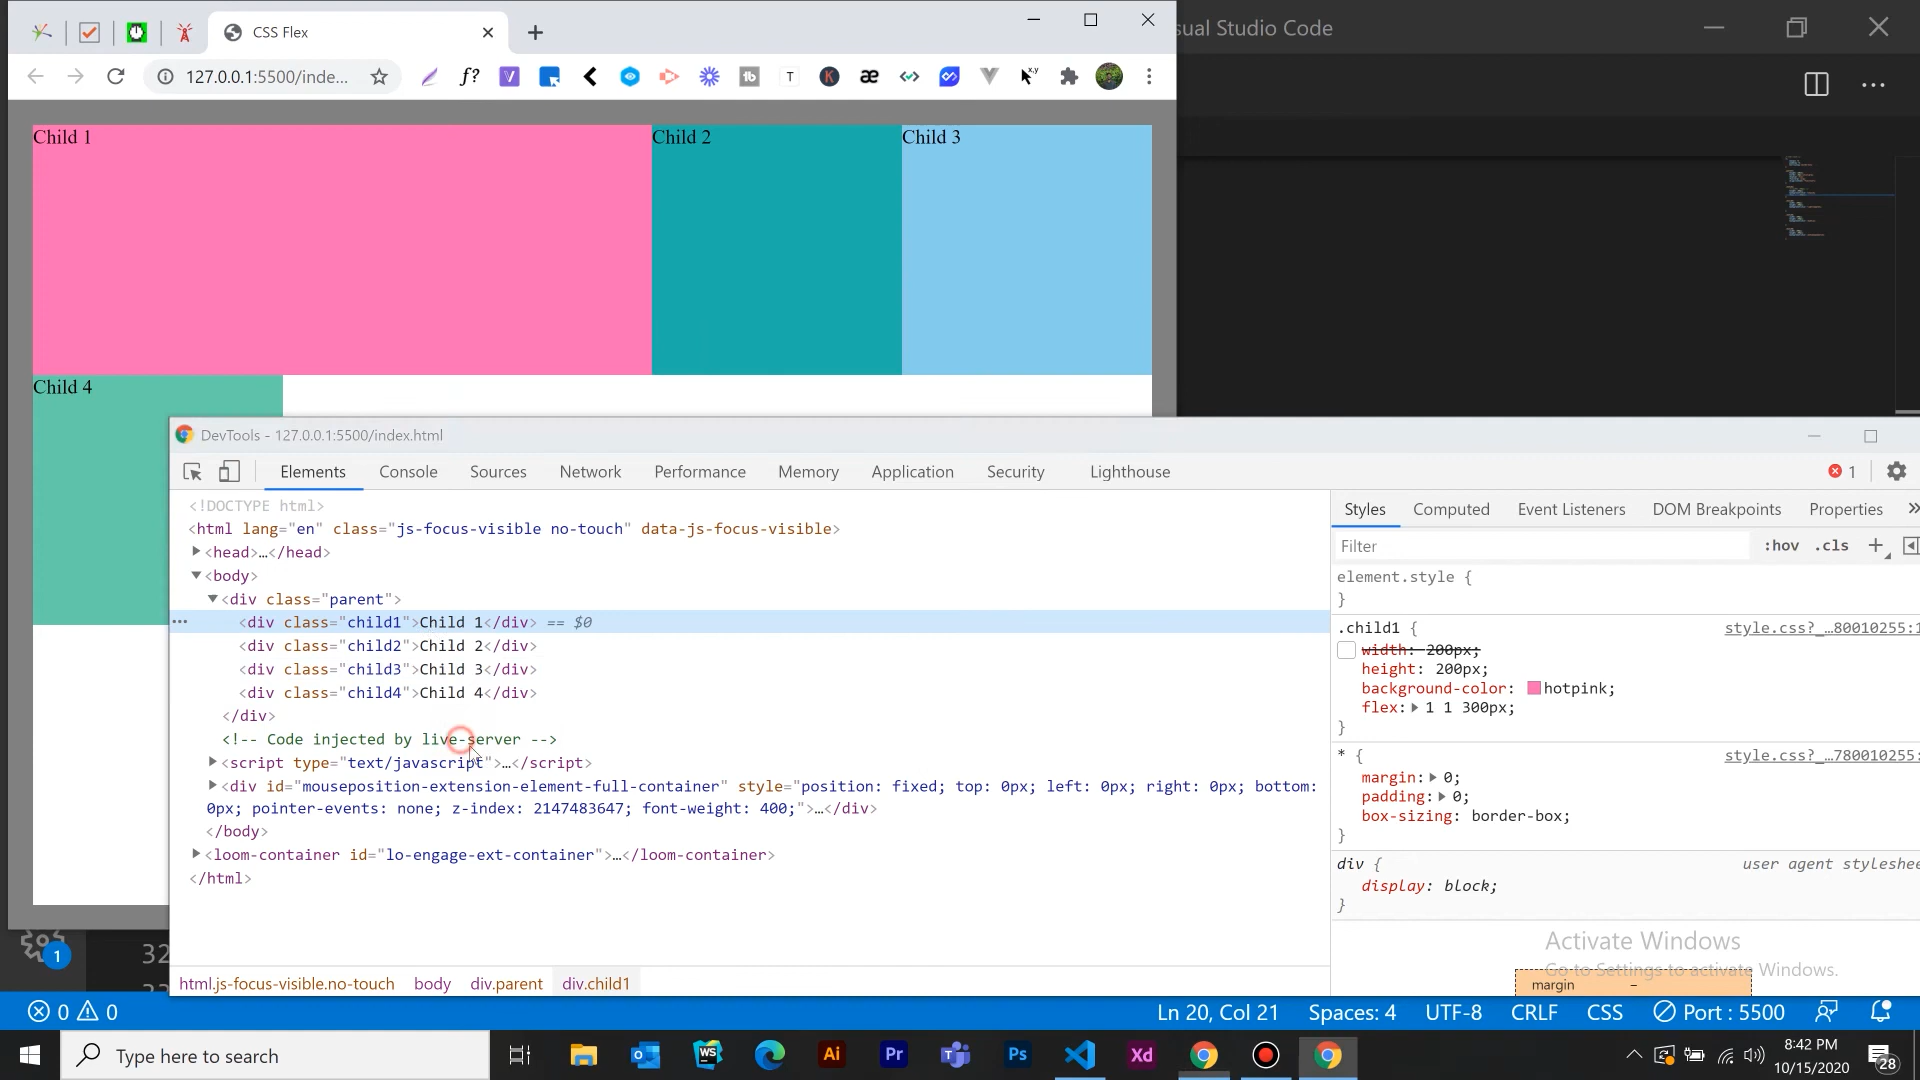 CSS Flex
sual Studio Code
127.0.0.1:5500/inde...
f?
V
tb
T
K
æ
x,y
Child 1
Child 2
Child 3
Child 4
DevTools - 127.0.0.1:5500/index.html
Elements
Console
Sources
Network
Performance
Memory
Application
Security
Lighthouse
1
<!DOCTYPE html>
<html lang="en" class="js-focus-visible no-touch" data-js-focus-visible>
<head>…</head>
<body>
<div class="parent">
<div class="child1">Child 1</div> == $0
<div class="child2">Child 2</div>
<div class="child3">Child 3</div>
<div class="child4">Child 4</div>
</div>
<!-- Code injected by live-server -->
<script type="text/javascript">…</script>
<div id="mouseposition-extension-element-full-container" style="position: fixed; top: 0px; left: 0px; right: 0px; bottom:
0px; pointer-events: none; z-index: 2147483647; font-weight: 400;">…</div>
</body>
<loom-container id="lo-engage-ext-container">…</loom-container>
</html>
html.js-focus-visible.no-touch
body
div.parent
div.child1
Styles
Computed
Event Listeners
DOM Breakpoints
Properties
»
Filter
:hov
.cls
+
element.style {
}
.child1 {
style.css?_…80010255:1
width: 200px;
height: 200px;
background-color: hotpink;
flex: 1 1 300px;
}
* {
style.css?_…780010255:
margin: 0;
padding: 0;
box-sizing: border-box;
}
div {
user agent styleshee
display: block;
}
Activate Windows
Go to Settings to activate Windows.
margin
–
1
32
0
0
Ln 20, Col 21
Spaces: 4
UTF-8
CRLF
CSS
Port : 5500
Type here to search
WS
Ai
Pr
Ps
Xd
8:42 PM
10/15/2020
28